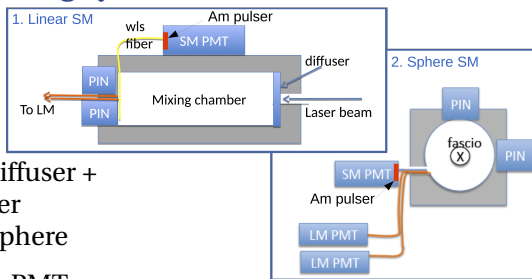 1. Linear SM
wls
fiber
Am pulser
SM PMT
diffuser
PIN
PIN
Mixing chamber
To LM
Laser beam
2. Sphere SM
PIN
fascio
X
PIN
SM PMT
Am pulser
LM PMT
LM PMT
iffuser +
er
phere
PMT